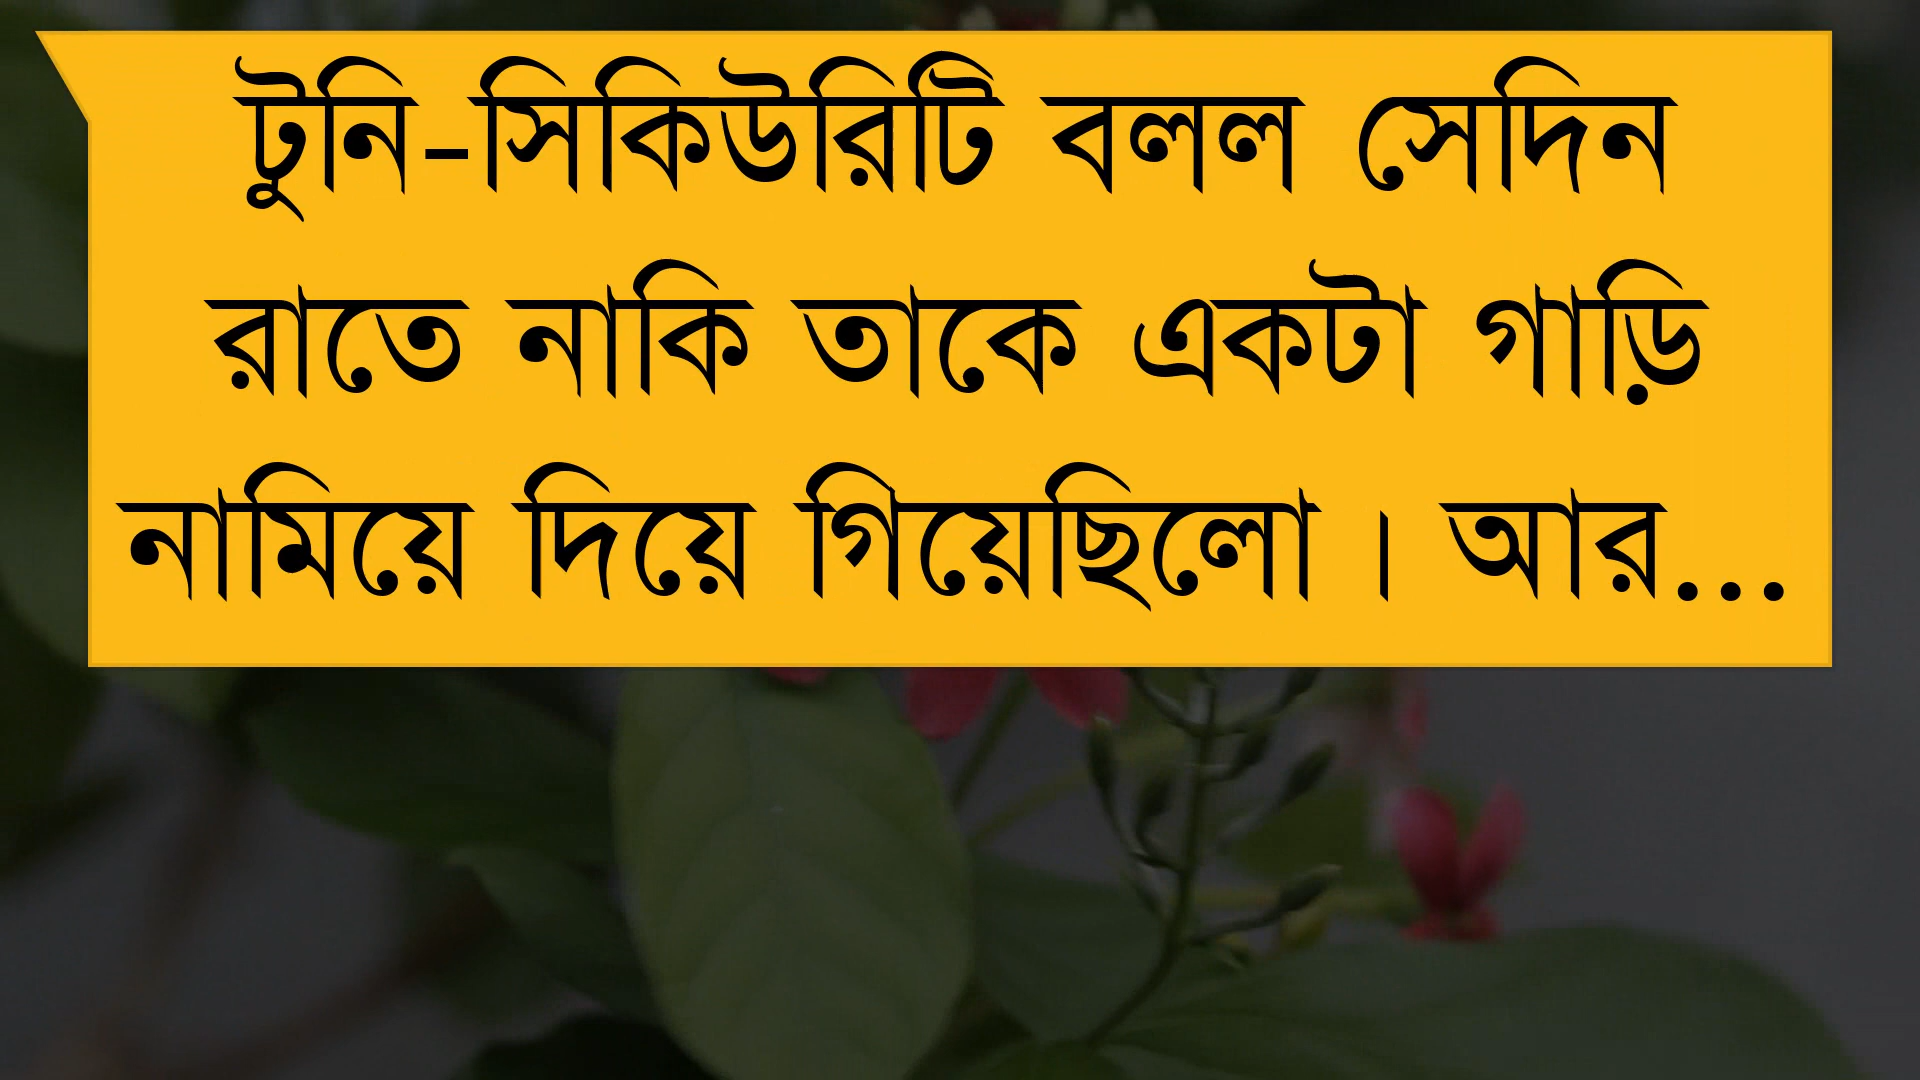 টুনি-সিকিউরিটি বলল সেদিন
রাতে নাকি তাকে একটা গাড়ি
নামিয়ে দিয়ে গিয়েছিলো । আর...